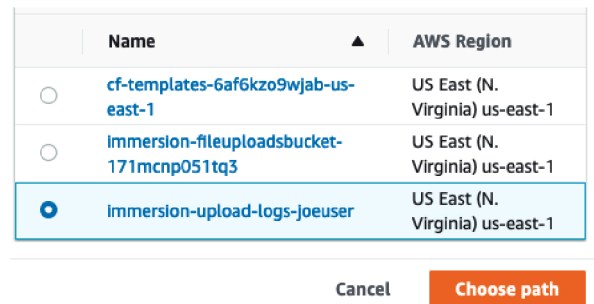 Name AWS Region
cf-templates-6af6kzo9wjab-us- US East (N.
east-1 Virginia) us-east-1
immersion-fileuploadsbucket- US East (N.
171mcnp051tq3 Virginia) us-east-1
immersion-upload-logs-joeuser US East (N.
Virginia) us-east-1
Cancel Choose path